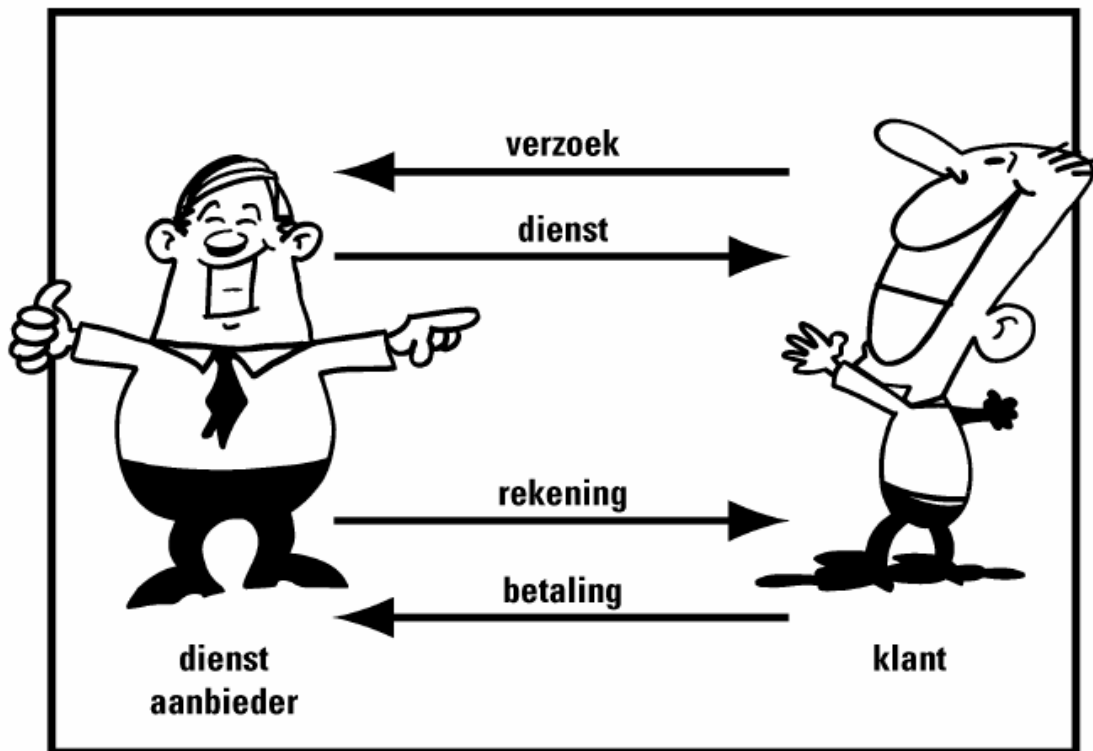 verzoek
dienst
rekening
betaling
dienst
aanbieder
klant